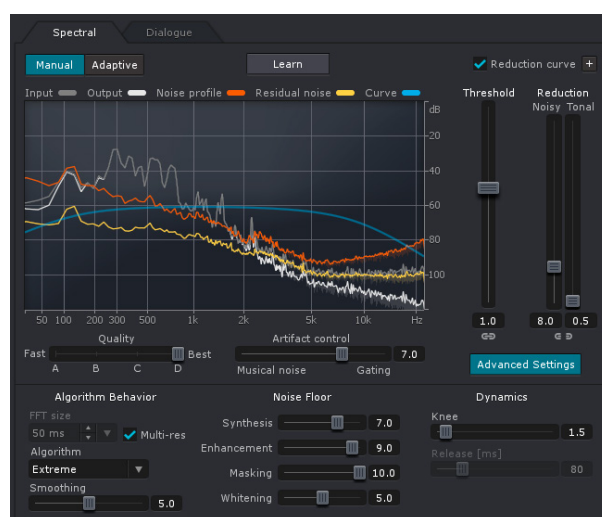 Spectral Dialogue
Manual Adaptive Learn Reduction curve +
Input Output Noise profile Residual noise Curve Threshold Reduction
Noisy Tonal
dB
-20
-40
-60
-80
-100
50 100 200 300 500 1k 2k 5k 10k Hz
1.0 8.0 0.5
Quality Artifact control
Fast Best 7.0
A B C D Musical noise Gating
Advanced Settings
Algorithm Behavior Noise Floor Dynamics
FFT size Knee
50 ms Multi-res Synthesis 7.0 1.5
Algorithm Enhancement 9.0 Release [ms]
Extreme Masking 10.0 80
Smoothing
5.0 Whitening 5.0